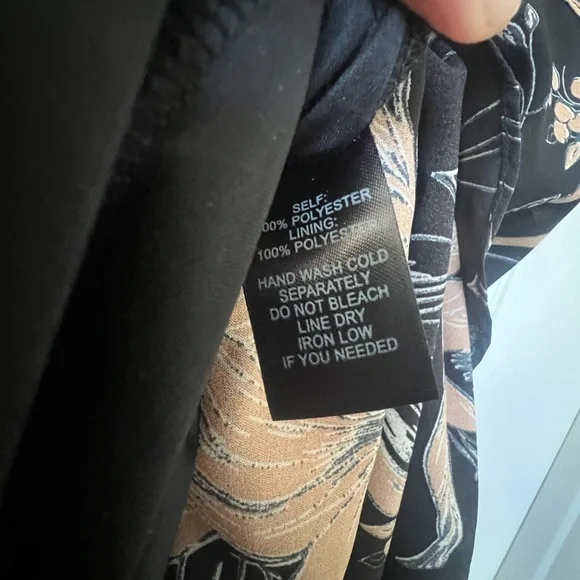 SELF:
00% POLYESTER
LINING:
100% POLYESTE
HAND WASH COLD
SEPARATELY
DO NOT BLEACH
LINE DRY
IRON LOW
IF YOU NEEDED